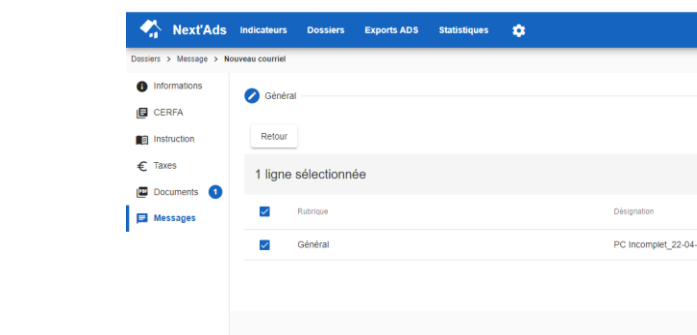 Next'Ads Indicateurs Dossiers Exports ADS Statistiques
Dossiers > Message > Nouveau courriel
Informations
CERFA
Instruction
Taxes
Documents 1
Messages
Général
Retour
1 ligne sélectionnée
Rubrique Désignation
Général PC Incomplet_22-04-